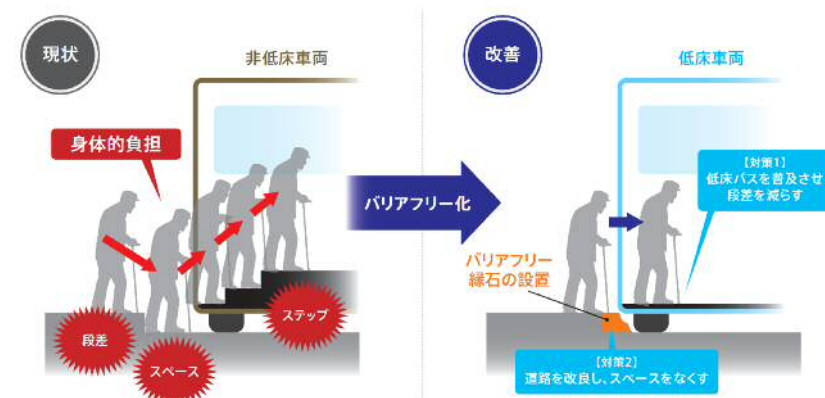 現状
非低床車両
身体的負担
段差
スペース
ステップ
バリアフリー化
改善
低床車両
【対策1】
低床バスを普及させ
段差を減らす
バリアフリー
縁石の設置
【対策2】
道路を改良し、スペースをなくす